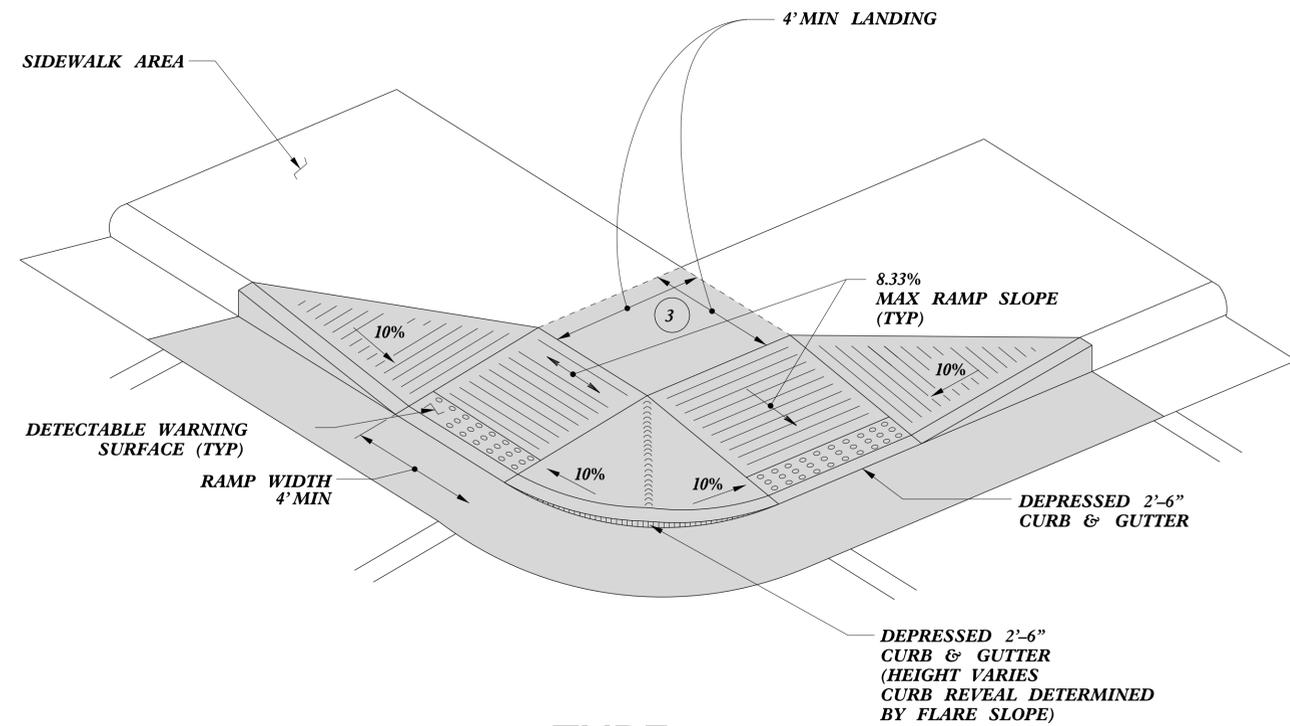 4' MIN LANDING
SIDEWALK AREA
8.33%
MAX RAMP SLOPE
(TYP)
3
10%
10%
DETECTABLE WARNING
SURFACE (TYP)
RAMP WIDTH
4' MIN
10%
10%
DEPRESSED 2'–6"
CURB & GUTTER
DEPRESSED 2'–6"
CURB & GUTTER
(HEIGHT VARIES
CURB REVEAL DETERMINED
BY FLARE SLOPE)